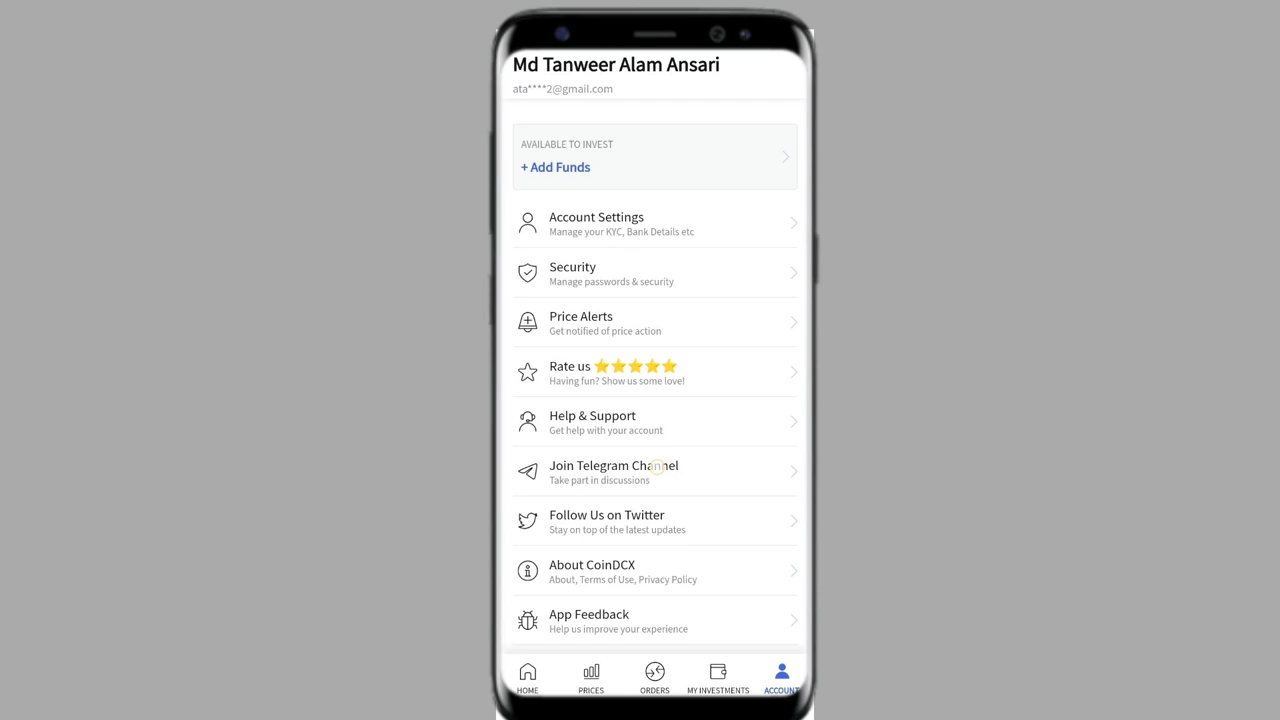 Md Tanweer Alam Ansari
ata****2@gmail.com
AVAILABLE TO INVEST
+ Add Funds
Account Settings
Manage your KYC, Bank Details etc
Security
Manage passwords & security
Price Alerts
Get notified of price action
Rate us ⭐⭐⭐⭐⭐
Having fun? Show us some love!
Help & Support
Get help with your account
Join Telegram Channel
Take part in discussions
Follow Us on Twitter
Stay on top of the latest updates
About CoinDCX
About, Terms of Use, Privacy Policy
App Feedback
Help us improve your experience
HOME PRICES ORDERS MY INVESTMENTS ACCOUNT